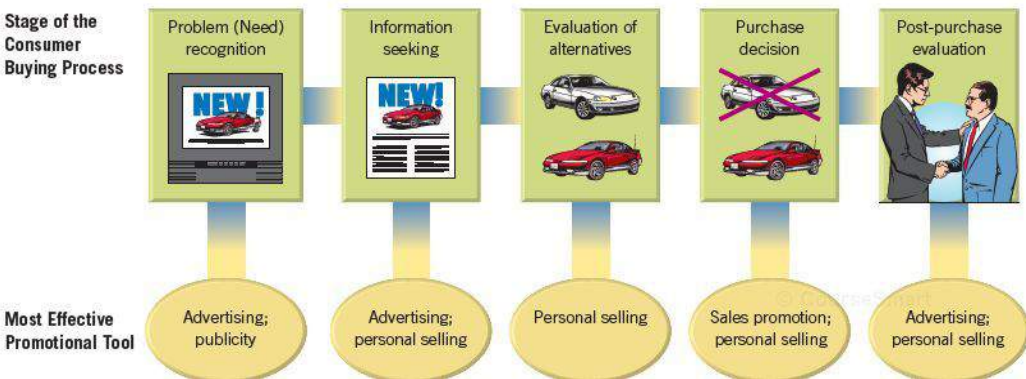 Stage of the
Consumer
Buying Process
Problem (Need)
recognition
NEW!
Information
seeking
NEW!
Evaluation of
alternatives
Purchase
decision
Post-purchase
evaluation
© CourseSmart
Most Effective
Promotional Tool
Advertising;
publicity
Advertising;
personal selling
Personal selling
Sales promotion;
personal selling
Advertising;
personal selling